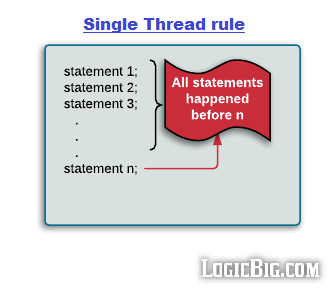 Single Thread rule
statement 1;
statement 2;
statement 3;
.
.
.
statement n;
All statements
happened
before n
LogicBig.com